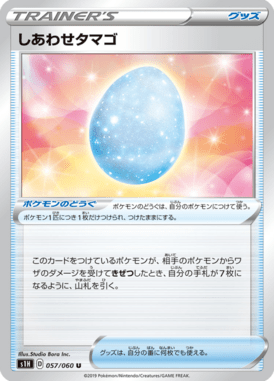 TRAINER'S グッズ
しあわせタマゴ
ポケモンのどうぐ
ポケモンのどうぐは、自分のポケモンにつけて使う。
ポケモン1匹につき1枚だけつけられ、つけたままにする。
このカードをつけているポケモンが、相手のポケモンから
ワザのダメージを受けてきぜつしたとき、自分の手札が7枚に
なるように、山札を引く。
Illus. Studio Bora Inc.
S1H D 057/060 U
グッズは、自分の番に何枚でも使える。
©2019 Pokémon/Nintendo/Creatures/GAME FREAK.